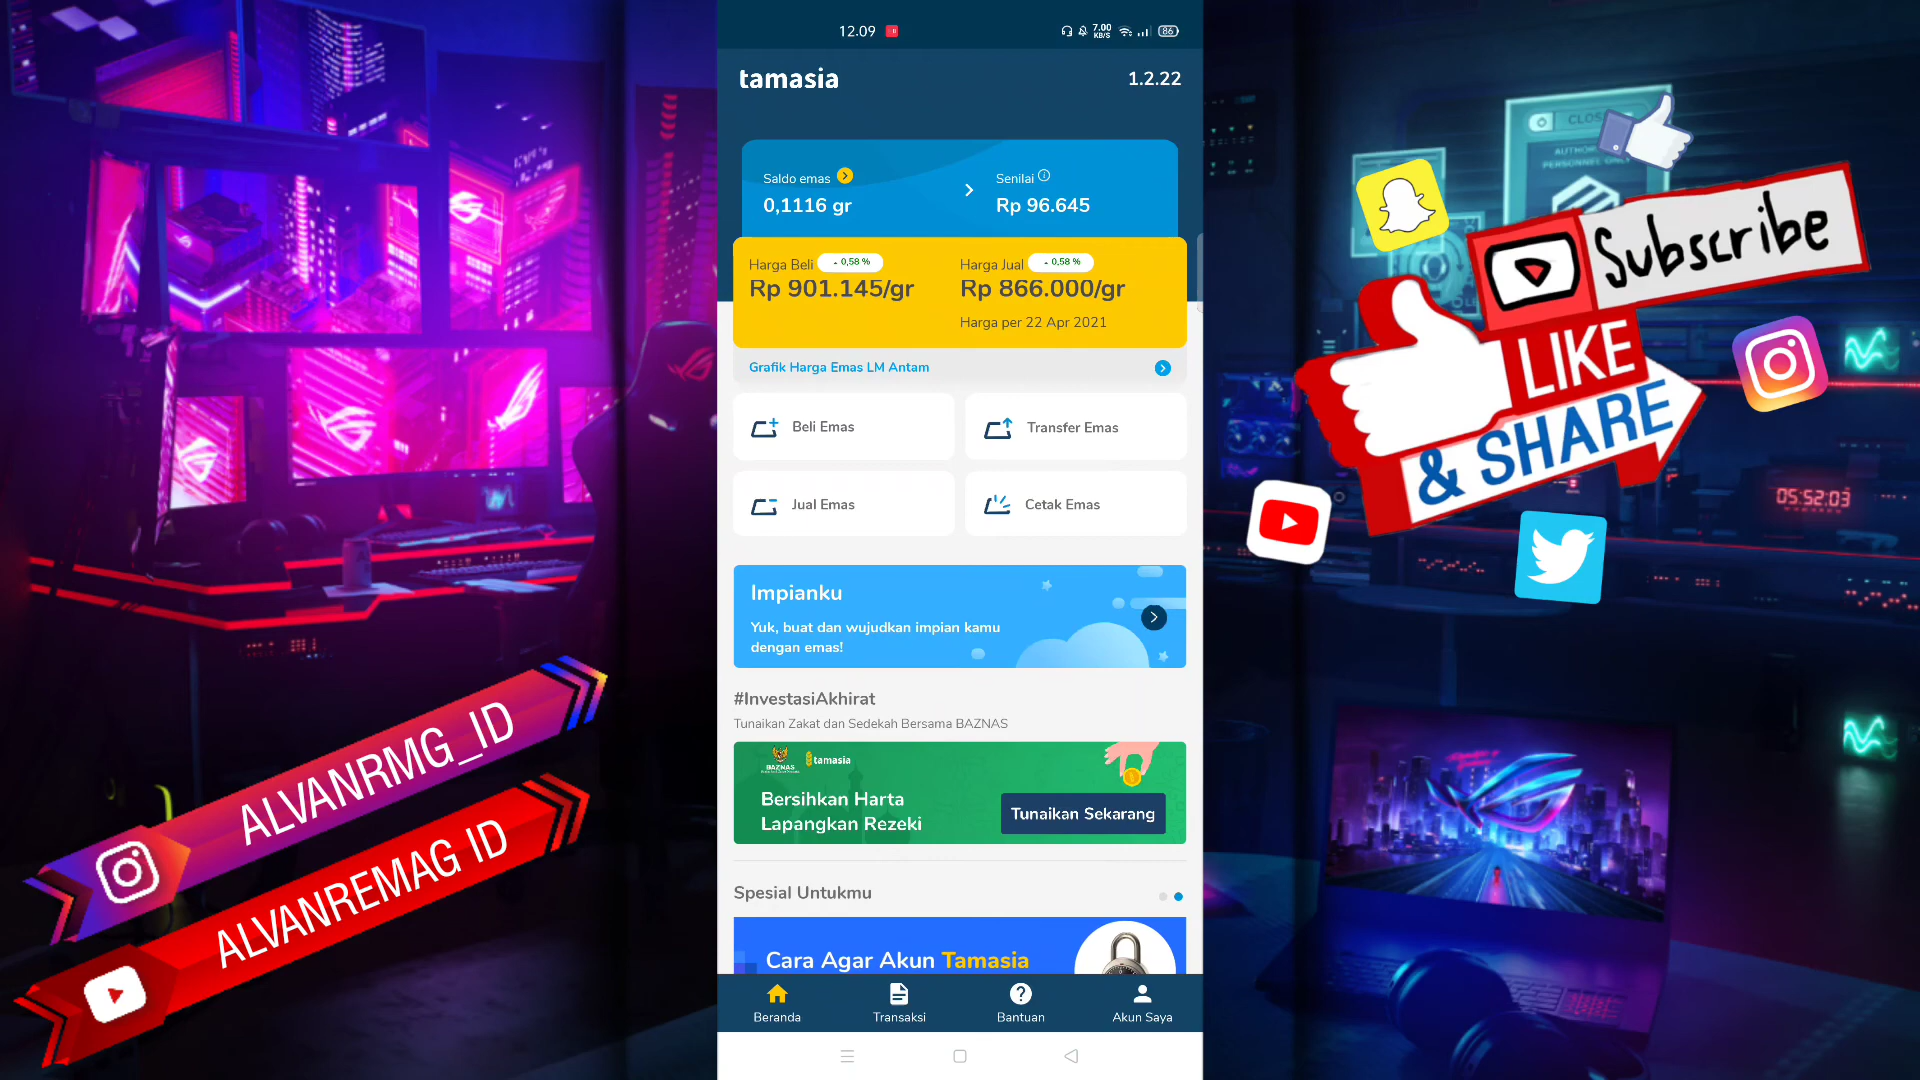 12.09
7.00
KB/S
86
tamasia
1.2.22
Saldo emas
Senilai
0,1116 gr
Rp 96.645
Harga Beli - 0,58 %
Harga Jual - 0,58 %
Rp 901.145/gr
Rp 866.000/gr
Harga per 22 Apr 2021
Grafik Harga Emas LM Antam
Beli Emas
Transfer Emas
Jual Emas
Cetak Emas
Impianku
Yuk, buat dan wujudkan impian kamu
dengan emas!
#InvestasiAkhirat
Tunaikan Zakat dan Sedekah Bersama BAZNAS
BAZNAS
tamasia
Bersihkan Harta
Lapangkan Rezeki
Tunaikan Sekarang
Spesial Untukmu
Cara Agar Akun Tamasia
Beranda
Transaksi
Bantuan
Akun Saya
ALVANRMG_ID
ALVANREMAG ID
Subscribe
LIKE
& SHARE
05:52:03